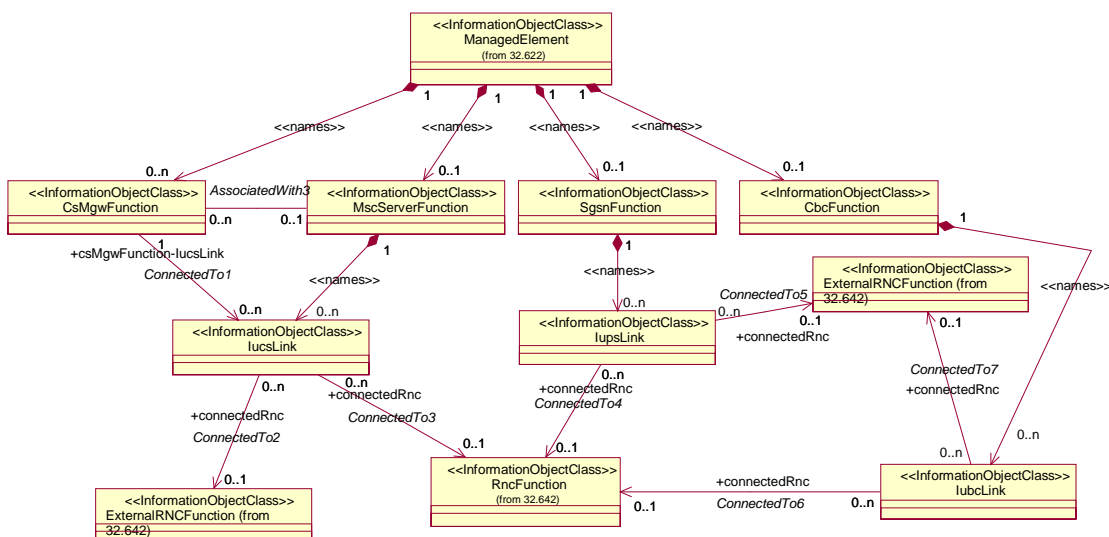 <<InformationObjectClass>>
ManagedElement
(from 32.622)
1
1
1
1
<<names>>
<<names>>
<<names>>
<<names>>
0..n
0..1
0..1
0..1
<<InformationObjectClass>>
CsMgwFunction
AssociatedWith3
0..n
0..1
<<InformationObjectClass>>
MscServerFunction
<<InformationObjectClass>>
SgsnFunction
<<InformationObjectClass>>
CbcFunction
1
+csMgwFunction-IucsLink
ConnectedTo1
0..n
1
<<names>>
0..n
1
<<names>>
0..n
1
<<names>>
0..n
<<InformationObjectClass>>
ExternalRNCFunction (from
32.642)
<<InformationObjectClass>>
IucsLink
<<InformationObjectClass>>
IupsLink
ConnectedTo5
0..n
0..1
+connectedRnc
0..1
ConnectedTo7
+connectedRnc
0..n
0..n
+connectedRnc
ConnectedTo2
0..1
0..n
+connectedRnc
ConnectedTo3
0..1
0..n
+connectedRnc
ConnectedTo4
0..1
<<InformationObjectClass>>
RncFunction
(from 32.642)
+connectedRnc
ConnectedTo6
0..1
0..n
<<InformationObjectClass>>
IubcLink
<<InformationObjectClass>>
ExternalRNCFunction (from
32.642)